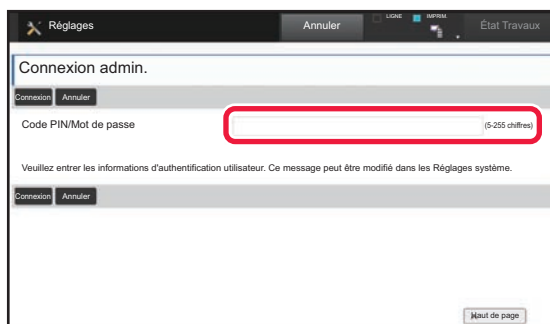 Réglages
Annuler
LIGNE
IMPRIM.
État Travaux
Connexion admin.
Connexion Annuler
Code PIN/Mot de passe
(5-255 chiffres)
Veuillez entrer les informations d'authentification utilisateur. Ce message peut être modifié dans les Réglages système.
Connexion Annuler
Haut de page